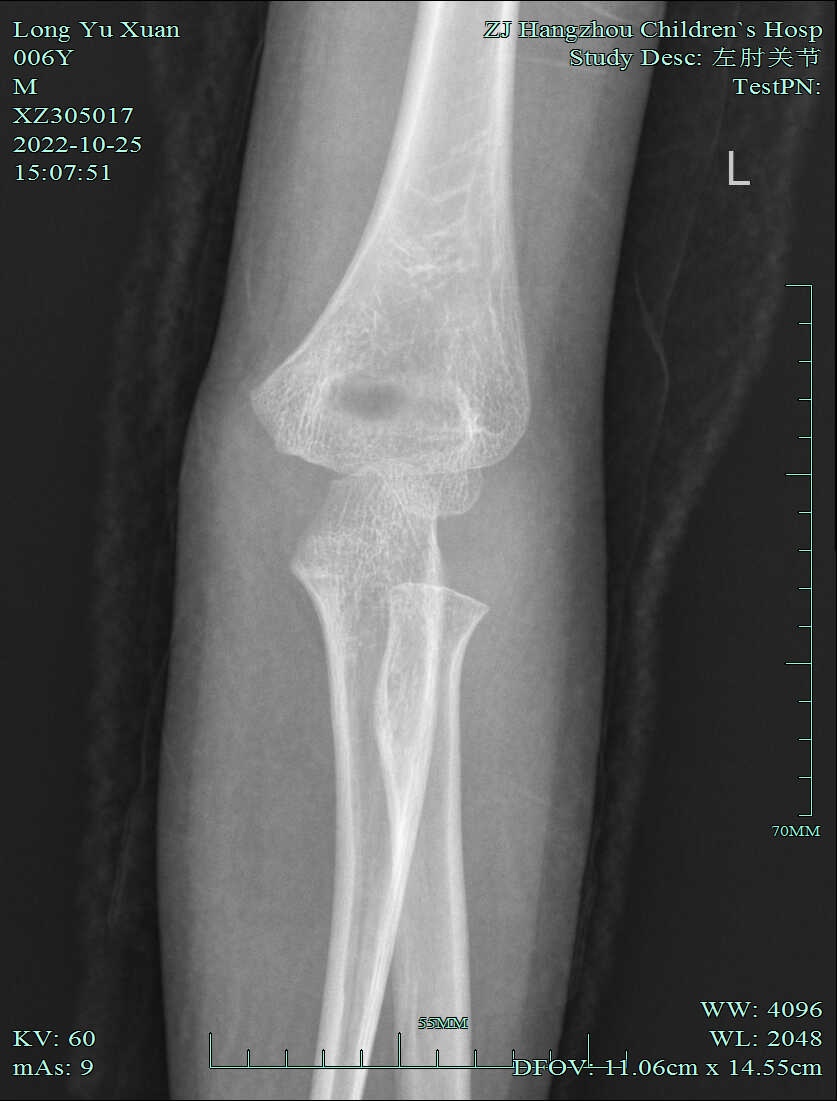 Long Yu Xuan
006Y
M
XZ305017
2022-10-25
15:07:51
ZJ Hangzhou Children`s Hosp
Study Desc: 左肘关节
TestPN:
L
70MM
55MM
KV: 60
mAs: 9
WW: 4096
WL: 2048
DFOV: 11.06cm x 14.55cm